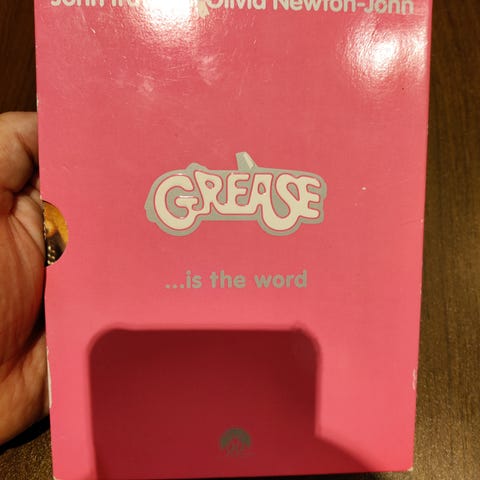 John Olivia Newton-John
GREASE
...is the word